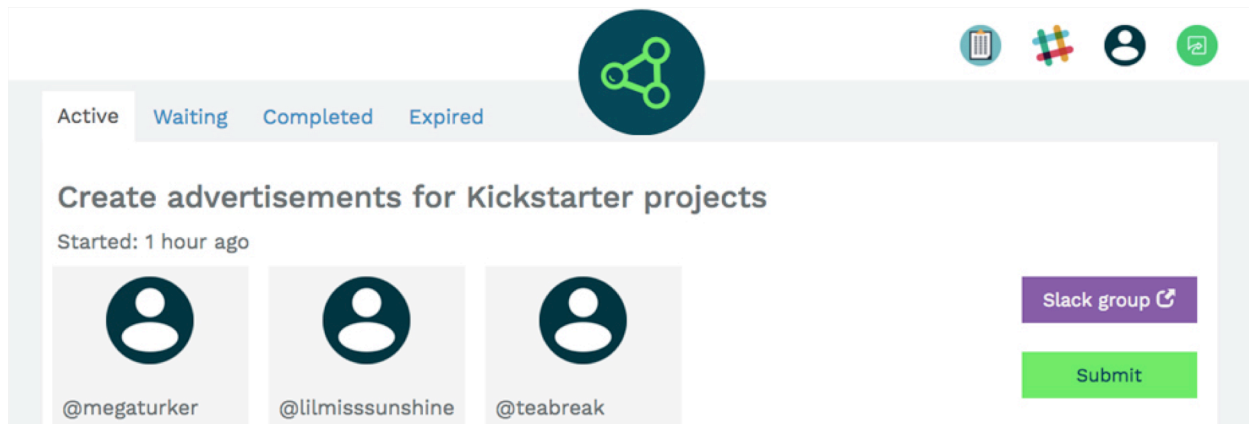 Active Waiting Completed Expired
Create advertisements for Kickstarter projects
Started: 1 hour ago
Slack group
Submit
@megaturker @lilmisssunshine @teabreak